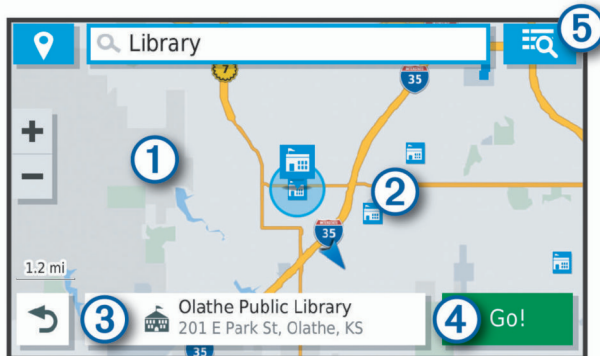 5
Library
7
35
+
1
-
2
35
1.2 mi
3
Olathe Public Library
201 E Park St, Olathe, KS
4
Go!
35